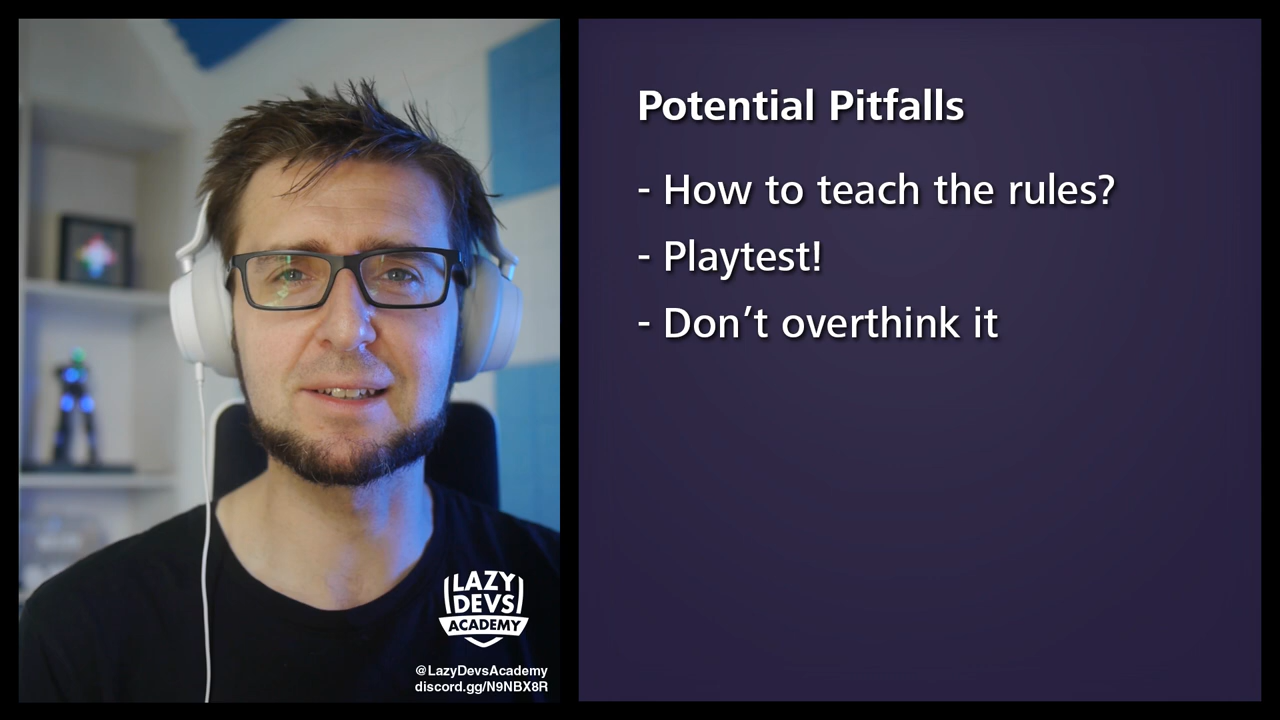 Potential Pitfalls
- How to teach the rules?
- Playtest!
- Don’t overthink it
LAZY
DEVS
ACADEMY
@LazyDevsAcademy
discord.gg/N9NBX8R